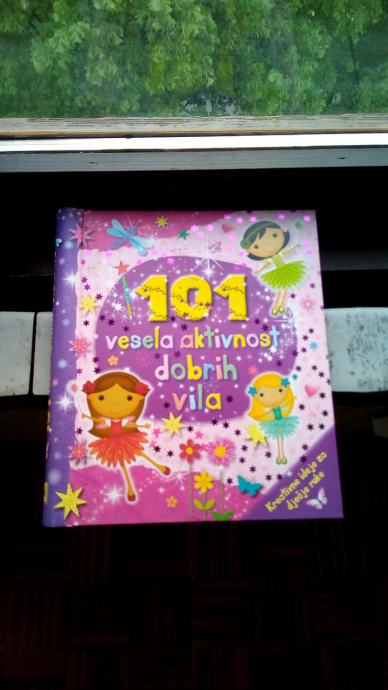 101
vesela aktivnost
dobrih
vila
Kreativne ideje za
dječje ruke